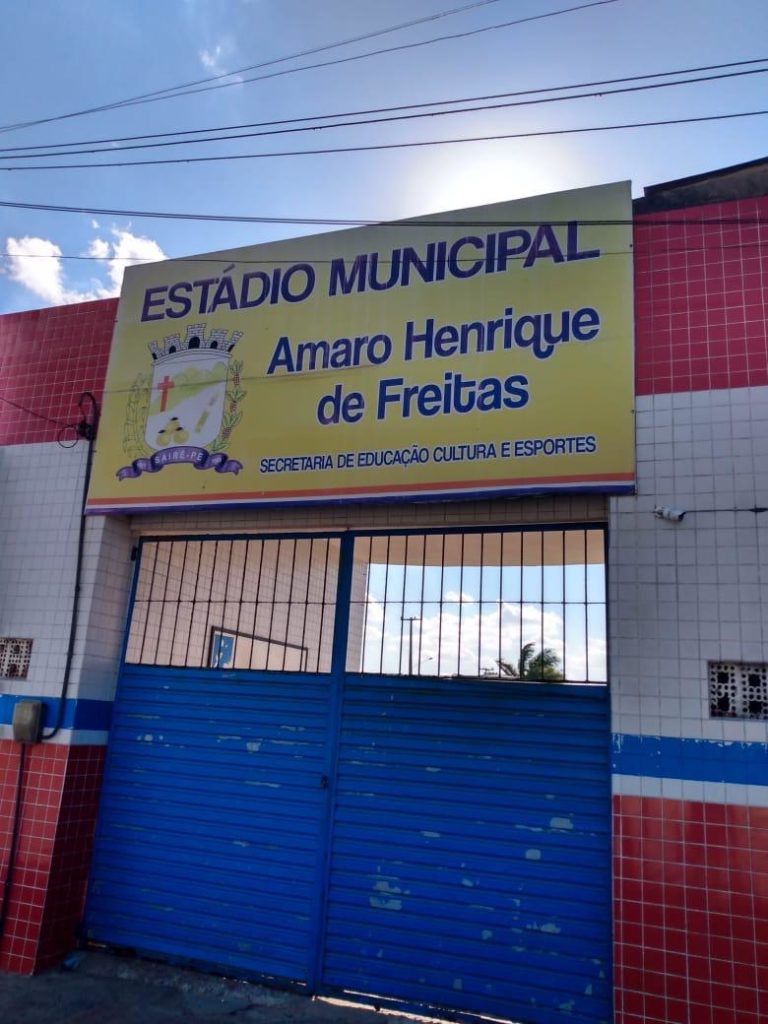 ESTÁDIO MUNICIPAL
Amaro Henrique
de Freitas
SAIRÉ-PE
SECRETARIA DE EDUCAÇÃO CULTURA E ESPORTES